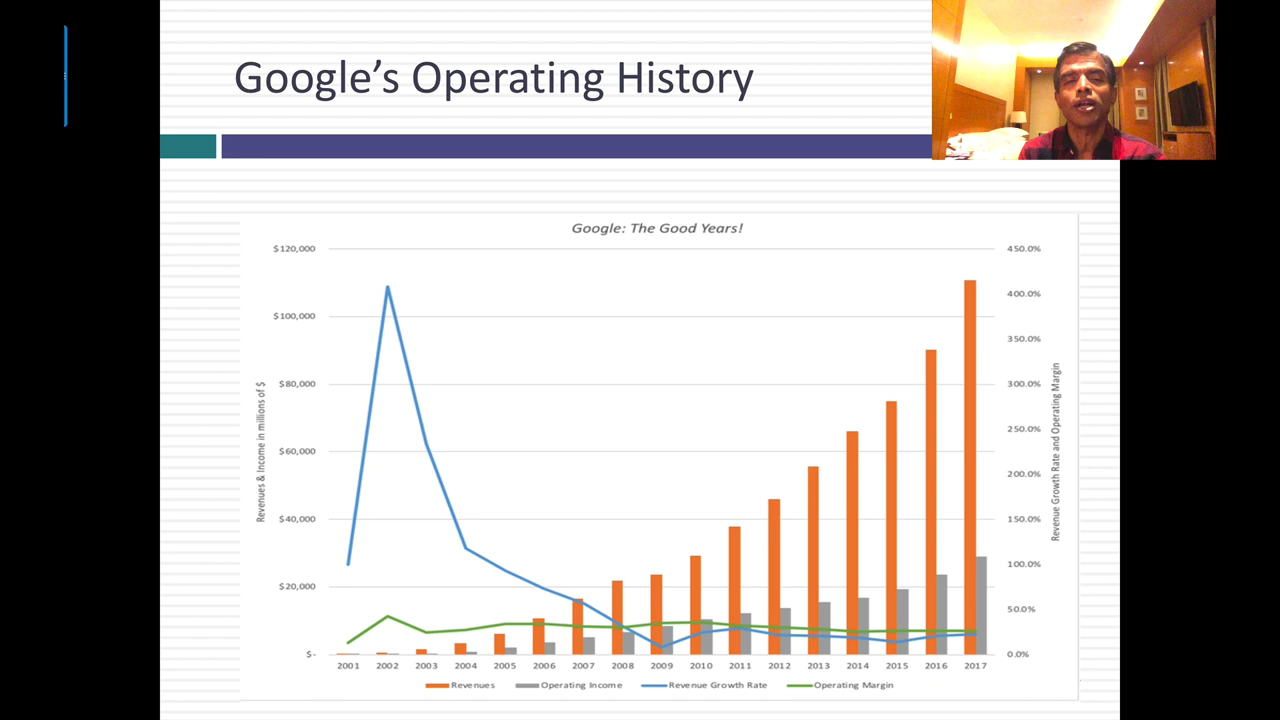 Google's Operating History
Google: The Good Years!
$120,000
$100,000
$80,000
$60,000
$40,000
$20,000
$-
Revenues & Income in millions of $
450.0%
400.0%
350.0%
300.0%
250.0%
200.0%
150.0%
100.0%
50.0%
0.0%
Revenue Growth Rate and Operating Margin
2001 2002 2003 2004 2005 2006 2007 2008 2009 2010 2011 2012 2013 2014 2015 2016 2017
Revenues Operating Income Revenue Growth Rate Operating Margin